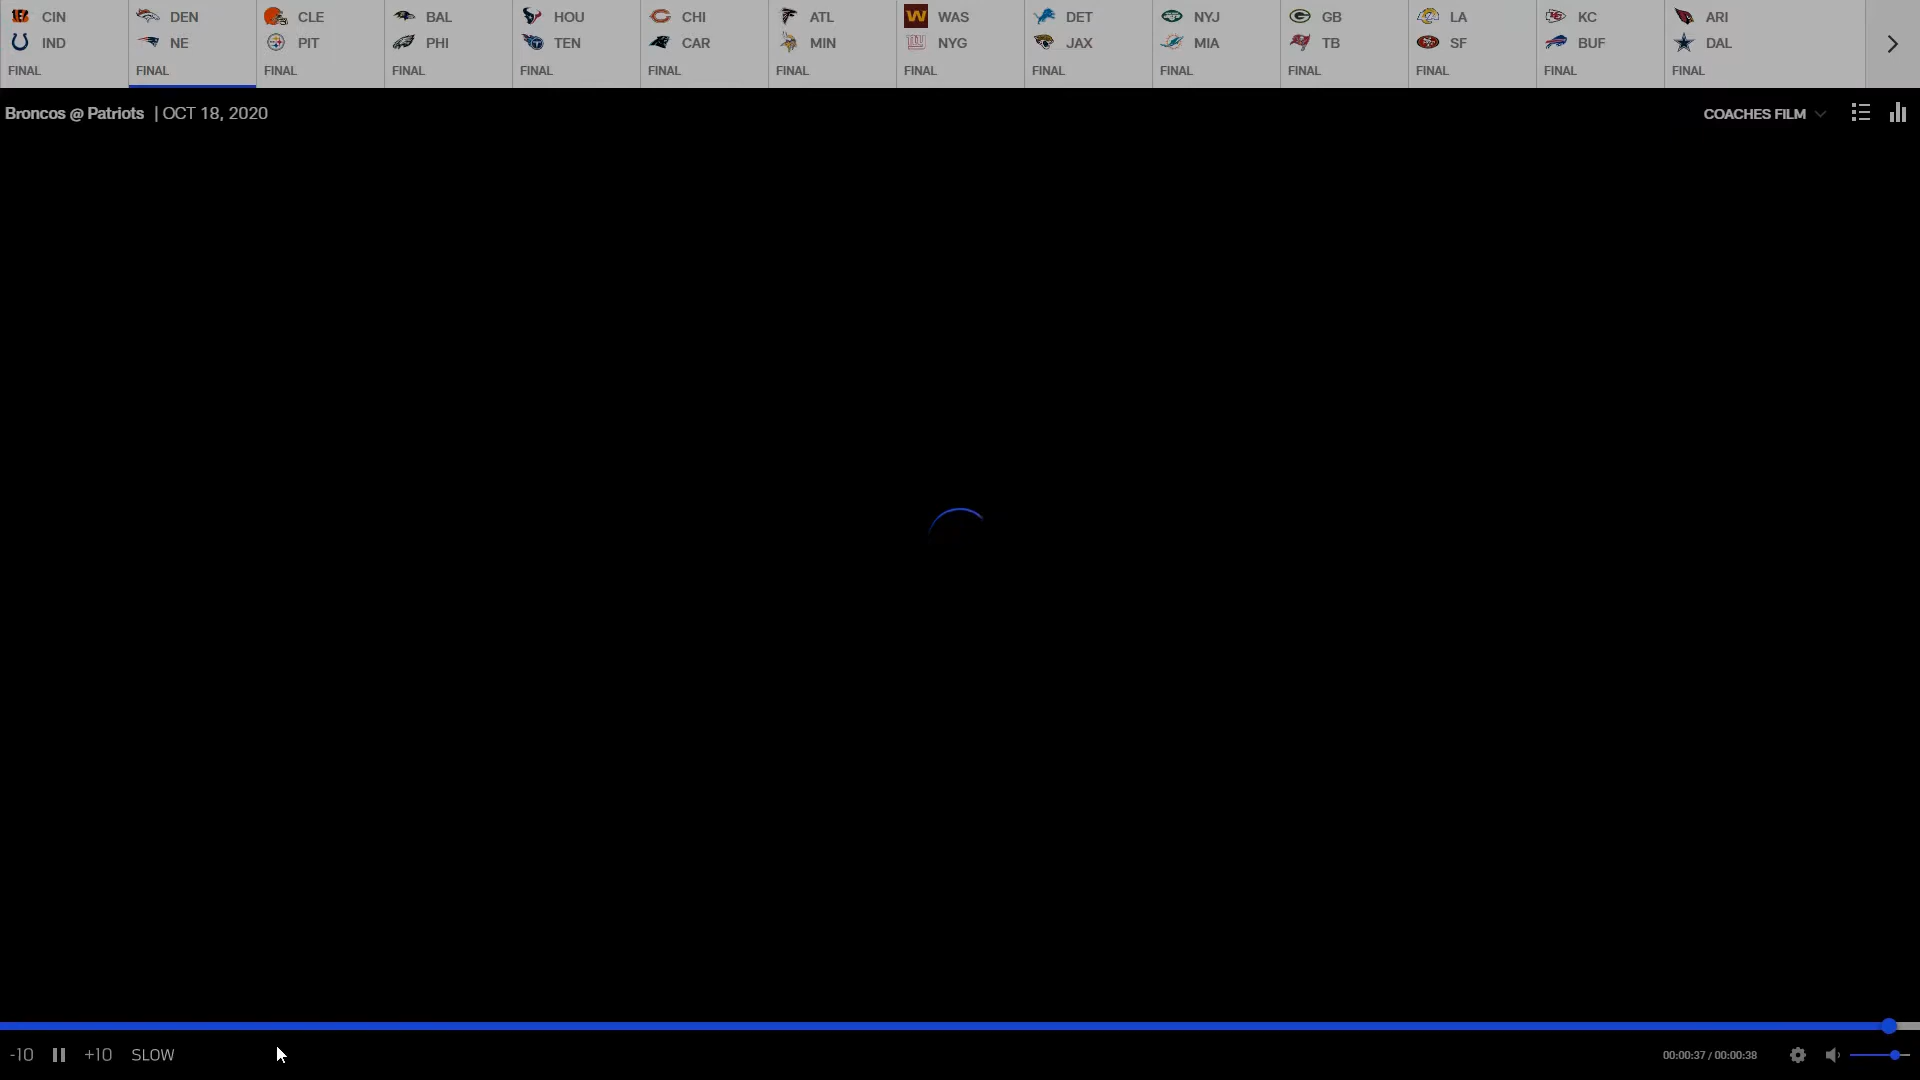 CIN DEN CLE BAL HOU CHI ATL WAS DET NYJ GB LA KC ARI
IND NE PIT PHI TEN CAR MIN NYG JAX MIA TB SF BUF DAL
FINAL FINAL FINAL FINAL FINAL FINAL FINAL FINAL FINAL FINAL FINAL FINAL FINAL FINAL
Broncos @ Patriots | OCT 18, 2020 COACHES FILM
-10 +10 SLOW 00:00:37 / 00:00:38